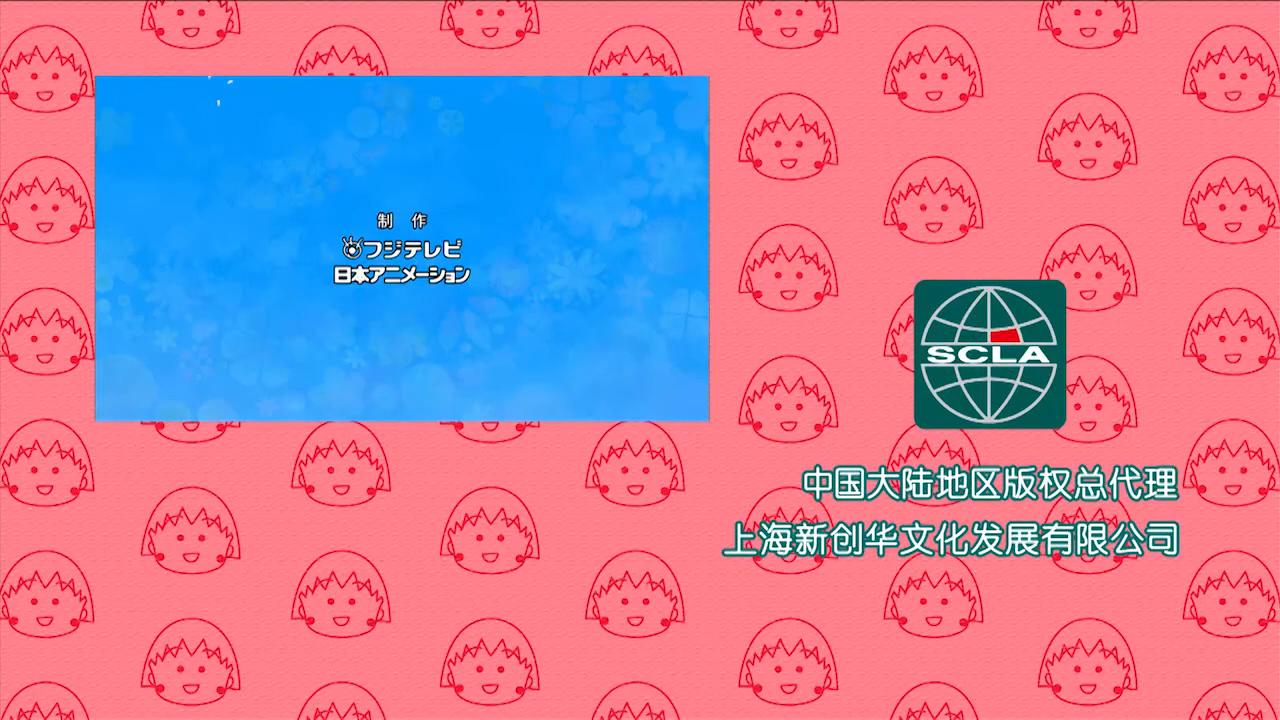 制 作
フジテレビ
日本アニメーション
SCLA
中国大陆地区版权总代理
上海新创华文化发展有限公司